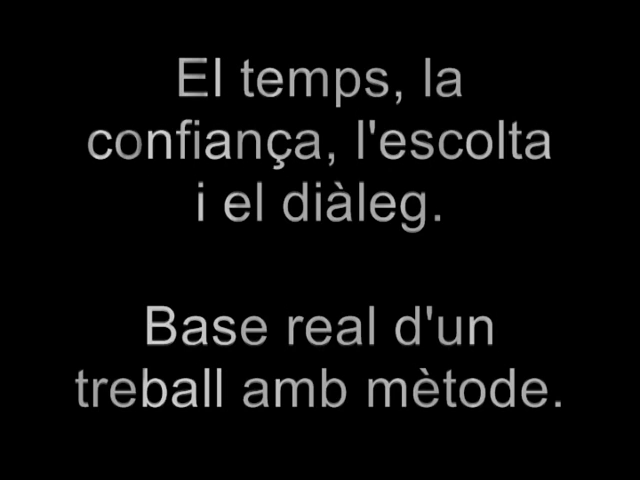 El temps, la
confiança, l'escolta
i el diàleg.
Base real d'un
treball amb mètode.